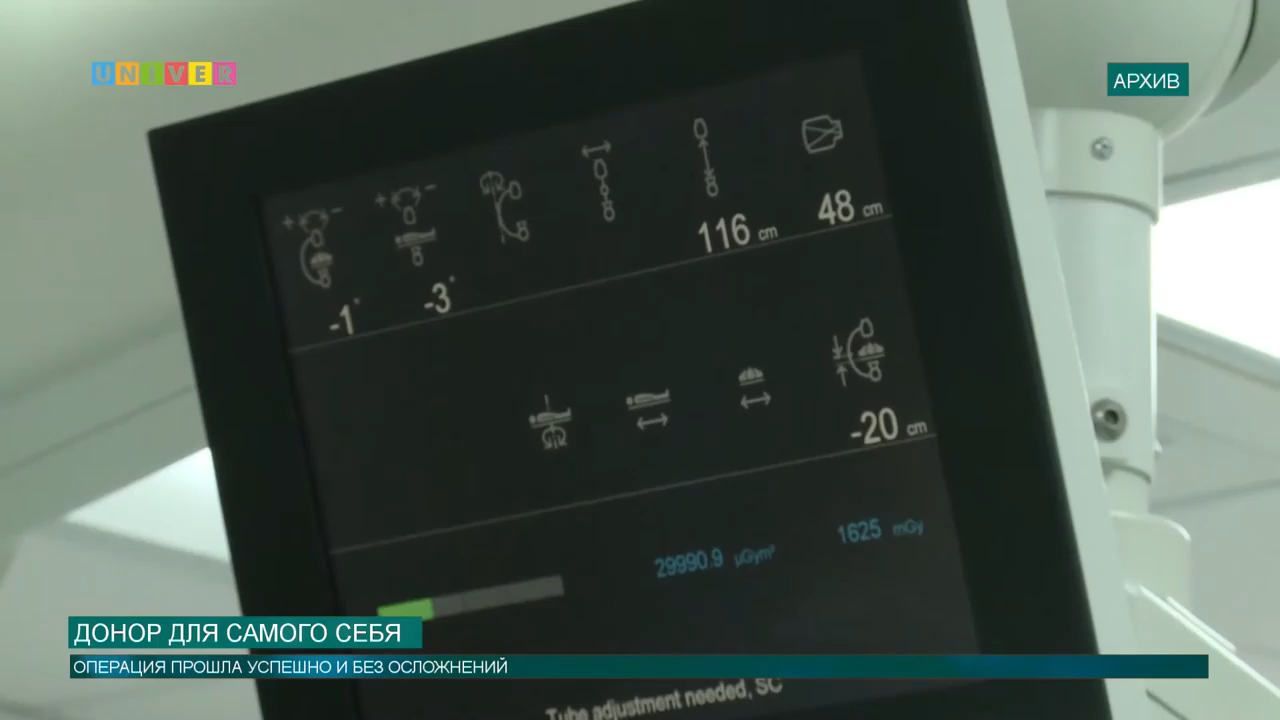 UNIVER
АРХИВ
48 cm
116 cm
-3°
-1°
-20 cm
1625 mGy
29990.9 µGym²
ДОНОР ДЛЯ САМОГО СЕБЯ
ОПЕРАЦИЯ ПРОШЛА УСПЕШНО И БЕЗ ОСЛОЖНЕНИЙ
Tube adjustment needed, SC